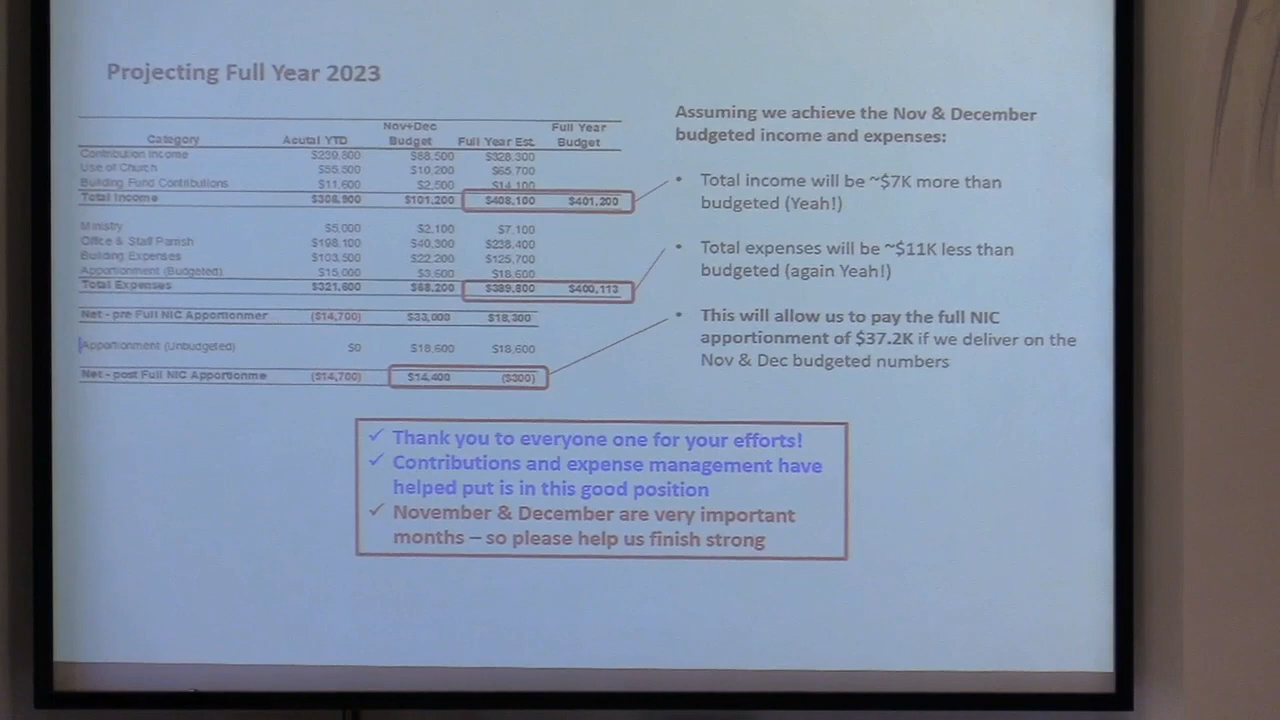 Projecting Full Year 2023
Nov+Dec Full Year
Category Acutal YTD Budget Full Year Est. Budget
Contribution Income $239,800 $88,500 $328,300
Use of Church $55,500 $10,200 $65,700
Building Fund Contributions $11,600 $2,500 $14,100
Total Income $306,900 $101,200 $408,100 $401,200
Ministry $5,000 $2,100 $7,100
Office & Staff Parrish $198,100 $40,300 $238,400
Building Expenses $103,500 $22,200 $125,700
Apportionment (Budgeted) $15,000 $3,600 $18,600
Total Expenses $321,600 $68,200 $389,800 $400,113
Net - pre Full NIC Apportionmer ($14,700) $33,000 $18,300
Apportionment (Unbudgeted) $0 $18,600 $18,600
Net - post Full NIC Apportionme ($14,700) $14,400 ($300)
Assuming we achieve the Nov & December
budgeted income and expenses:
• Total income will be ~$7K more than
budgeted (Yeah!)
• Total expenses will be ~$11K less than
budgeted (again Yeah!)
• This will allow us to pay the full NIC
apportionment of $37.2K if we deliver on the
Nov & Dec budgeted numbers
✓ Thank you to everyone one for your efforts!
✓ Contributions and expense management have
helped put is in this good position
✓ November & December are very important
months – so please help us finish strong